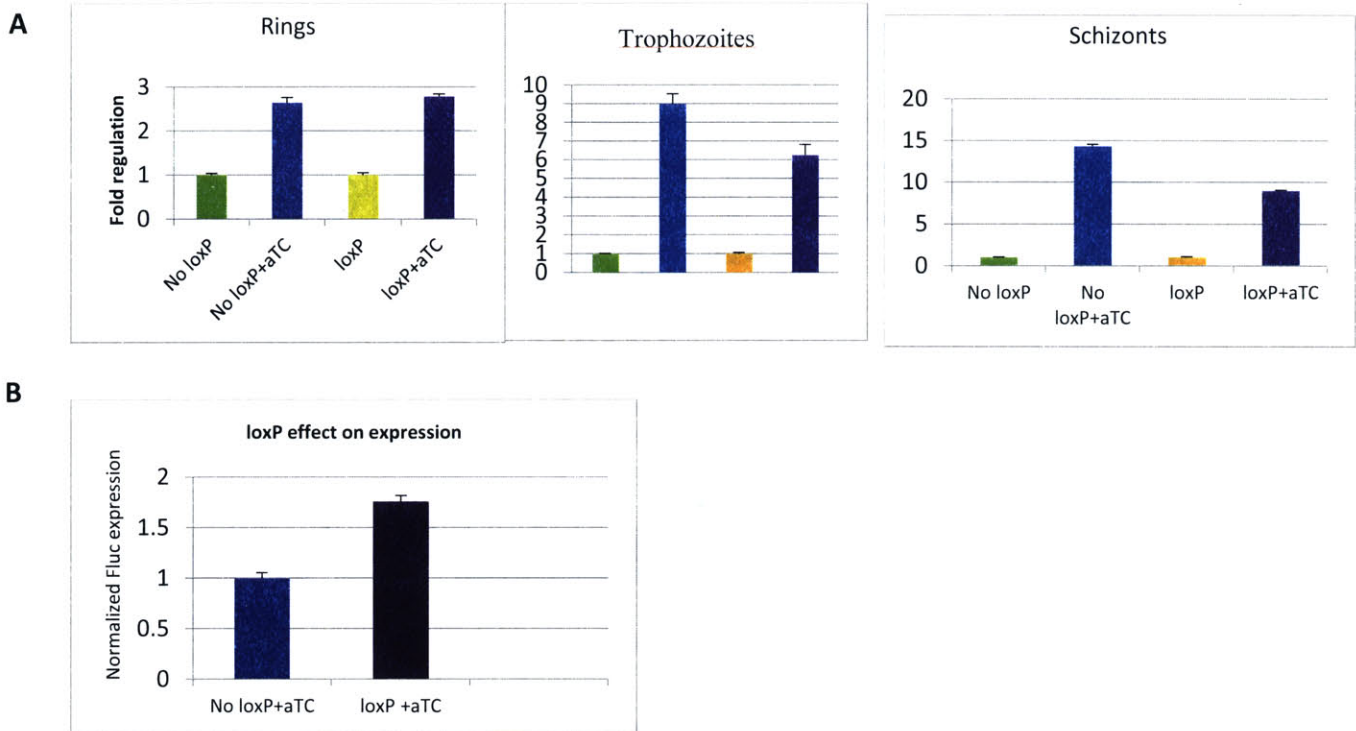 A
Rings
Fold regulation
3
2
1
0
No loxP
No loxP+aTC
loxP
loxP+aTC
Trophozoites
10
9
8
7
6
5
4
3
2
1
0
Schizonts
20
15
10
5
0
No loxP
No
loxP+aTC
loxP
loxP+aTC
B
loxP effect on expression
Normalized Fluc expression
2
1.5
1
0.5
0
No loxP+aTC
loxP +aTC